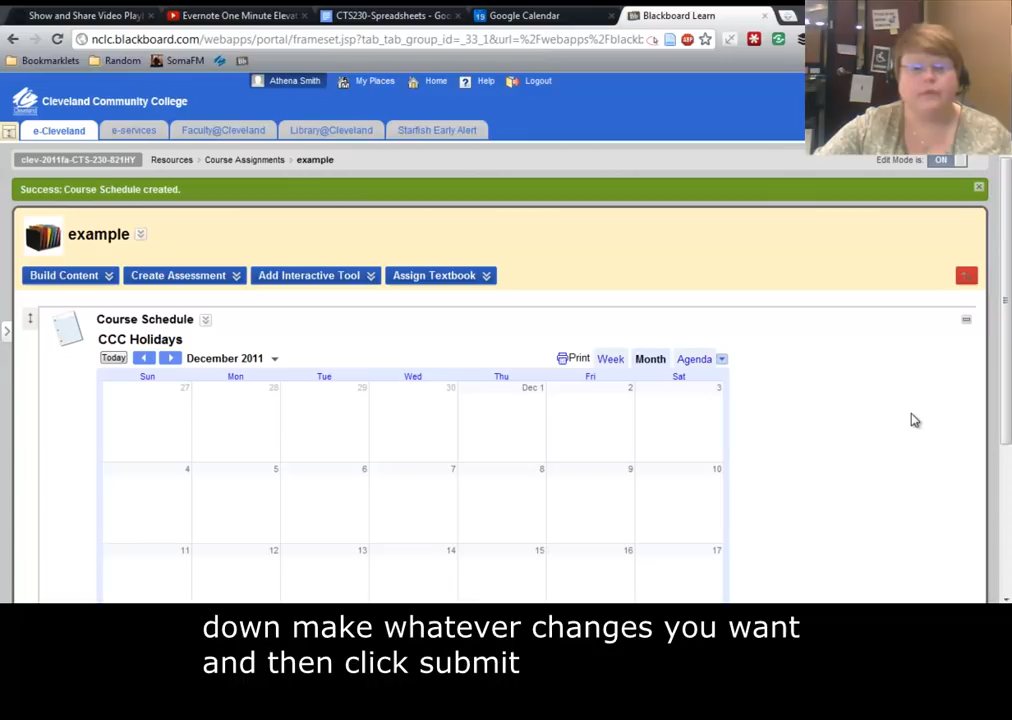 Show and Share Video Playl
Evernote One Minute Elevat
CTS230-Spreadsheets - Goo
Google Calendar
Blackboard Learn
nclc.blackboard.com/webapps/portal/frameset.jsp?tab_tab_group_id=_33_1&url=%2Fwebapps%2Fblackb
Bookmarklets Random SomaFM
Athena Smith My Places Home Help Logout
Cleveland Community College
e-Cleveland e-services Faculty@Cleveland Library@Cleveland Starfish Early Alert
clev-2011fa-CTS-230-821HY Resources > Course Assignments > example Edit Mode is: ON
Success: Course Schedule created.
example
Build Content Create Assessment Add Interactive Tool Assign Textbook
Course Schedule
CCC Holidays
Today December 2011 Print Week Month Agenda
Sun Mon Tue Wed Thu Fri Sat
27 28 29 30 Dec 1 2 3
4 5 6 7 8 9 10
11 12 13 14 15 16 17
down make whatever changes you want
and then click submit